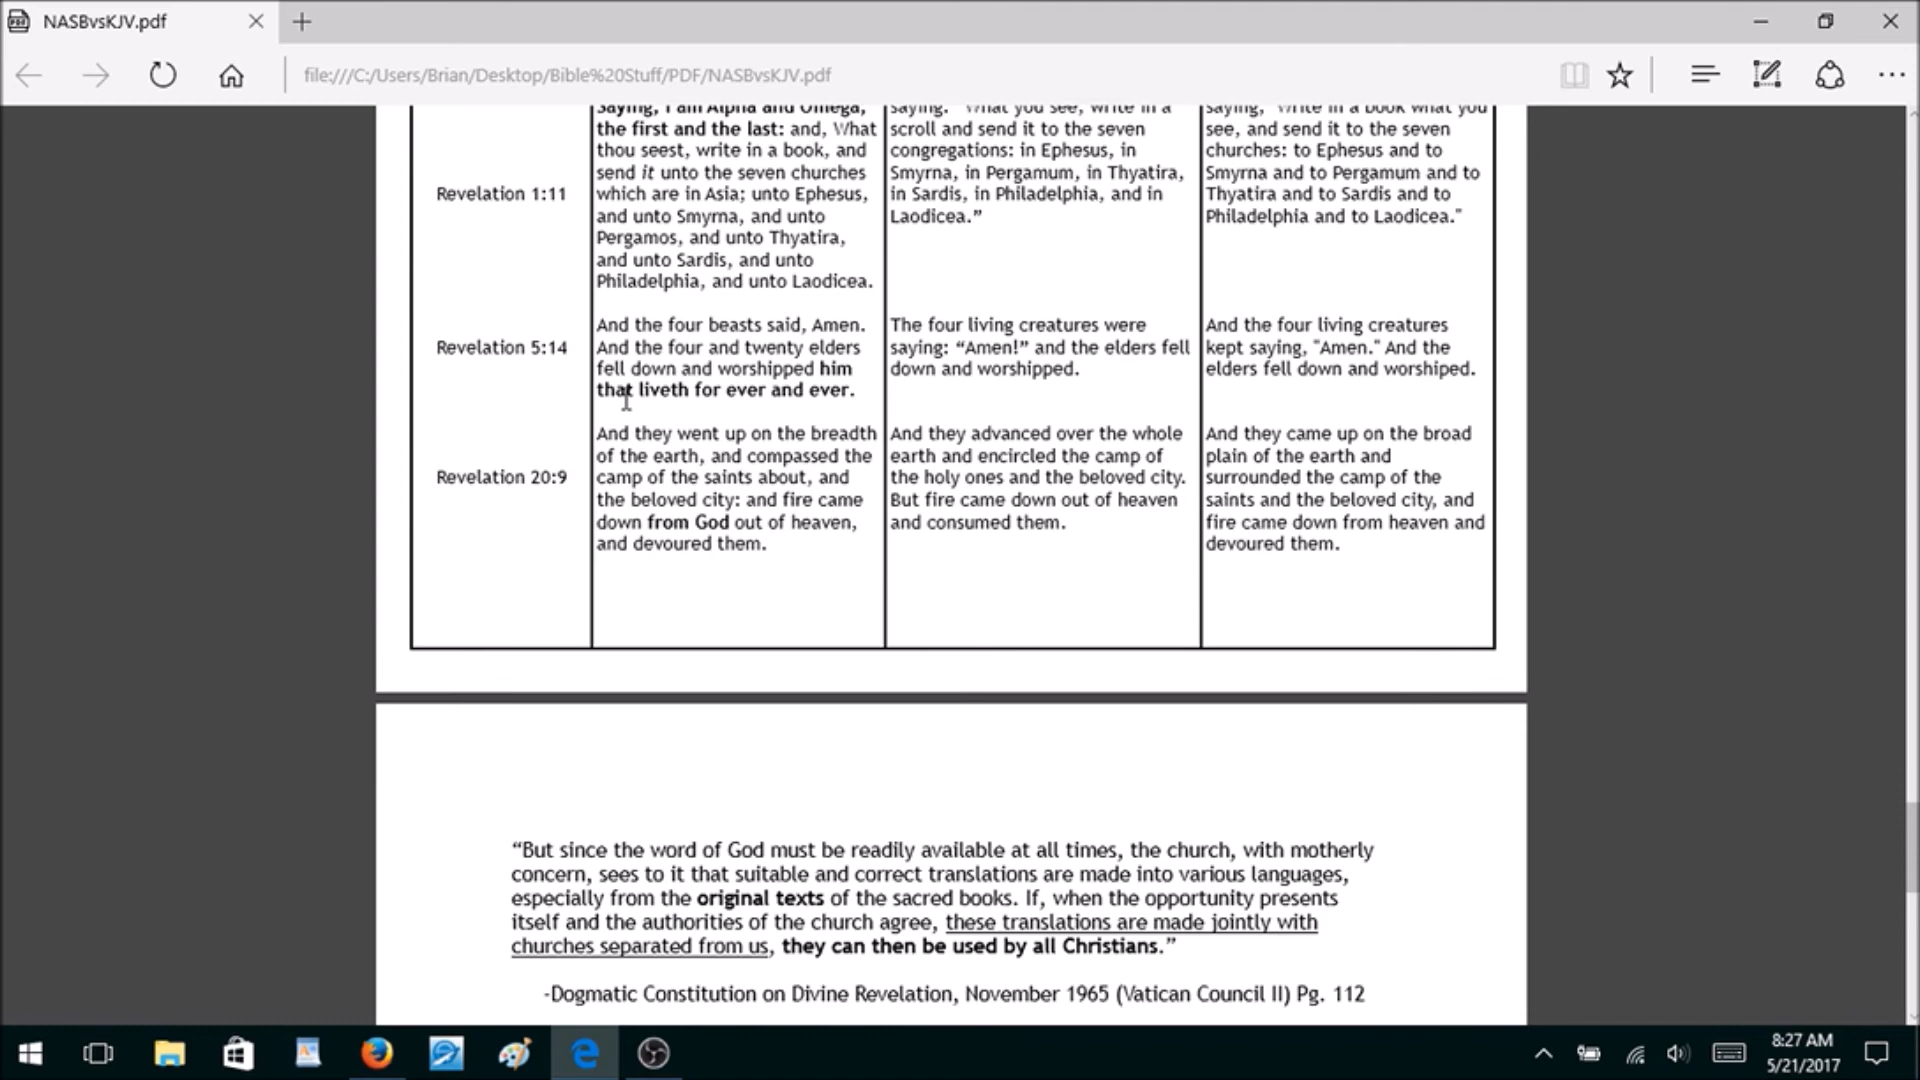 NASBvsKJV.pdf
file:///C:/Users/Brian/Desktop/Bible%20Stuff/PDF/NASBvsKJV.pdf
Revelation 1:11
Saying, I am Alpha and Omega,
the first and the last: and, What
thou seest, write in a book, and
send it unto the seven churches
which are in Asia; unto Ephesus,
and unto Smyrna, and unto
Pergamos, and unto Thyatira,
and unto Sardis, and unto
Philadelphia, and unto Laodicea.
saying: "What you see, write in a
scroll and send it to the seven
congregations: in Ephesus, in
Smyrna, in Pergamum, in Thyatira,
in Sardis, in Philadelphia, and in
Laodicea.”
saying, "Write in a book what you
see, and send it to the seven
churches: to Ephesus and to
Smyrna and to Pergamum and to
Thyatira and to Sardis and to
Philadelphia and to Laodicea."
Revelation 5:14
And the four beasts said, Amen.
And the four and twenty elders
fell down and worshipped him
that liveth for ever and ever.
The four living creatures were
saying: “Amen!” and the elders fell
down and worshipped.
And the four living creatures
kept saying, "Amen." And the
elders fell down and worshiped.
Revelation 20:9
And they went up on the breadth
of the earth, and compassed the
camp of the saints about, and
the beloved city: and fire came
down from God out of heaven,
and devoured them.
And they advanced over the whole
earth and encircled the camp of
the holy ones and the beloved city.
But fire came down out of heaven
and consumed them.
And they came up on the broad
plain of the earth and
surrounded the camp of the
saints and the beloved city, and
fire came down from heaven and
devoured them.
“But since the word of God must be readily available at all times, the church, with motherly
concern, sees to it that suitable and correct translations are made into various languages,
especially from the original texts of the sacred books. If, when the opportunity presents
itself and the authorities of the church agree, these translations are made jointly with
churches separated from us, they can then be used by all Christians.”
-Dogmatic Constitution on Divine Revelation, November 1965 (Vatican Council II) Pg. 112
8:27 AM
5/21/2017